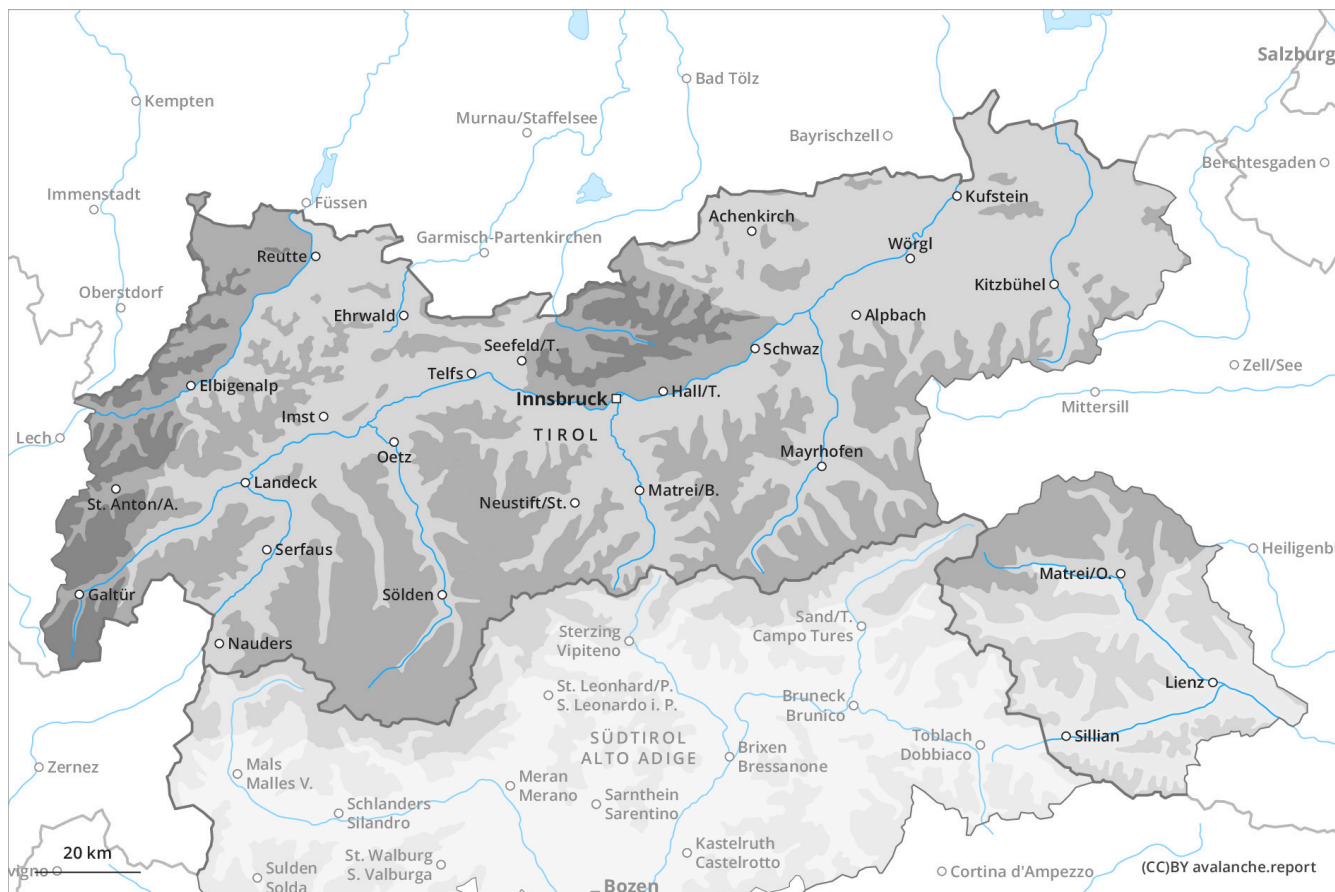 Salzburg
Bad Tölz
Kempten
Murnau/Staffelsee
Bayrischzell
Berchtesgaden
Immenstadt
Füssen
Kufstein
Achenkirch
Garmisch-Partenkirchen
Wörgl
Reutte
Oberstdorf
Kitzbühel
Ehrwald
Alpbach
Seefeld/T.
Schwaz
Zell/See
Telfs
Elbigenalp
Hall/T.
Innsbruck
Mittersill
Imst
Lech
TIROL
Oetz
Mayrhofen
Landeck
Matrei/B.
St. Anton/A.
Neustift/St.
Serfaus
Heiligenb
Matrei/O.
Galtür
Sölden
Sand/T.
Campo Tures
Sterzing
Vipiteno
Nauders
Lienz
St. Leonhard/P.
S. Leonardo i. P.
Bruneck
Brunico
Sillian
Toblach
Dobbiaco
SÜDTIROL
ALTO ADIGE
Brixen
Bressanone
Zernez
Mals
Malles V.
Meran
Merano
Schlanders
Silandro
Sarnthein
Sarentino
Kastelruth
Castelrotto
20 km
St. Walburg
S. Valburga
vigno
Sulden
Solda
Cortina d'Ampezzo
(CC)BY avalanche.report
Bozen